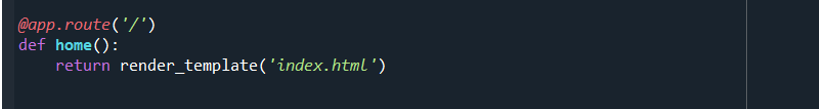 @app.route('/')
def home():
    return render_template('index.html')